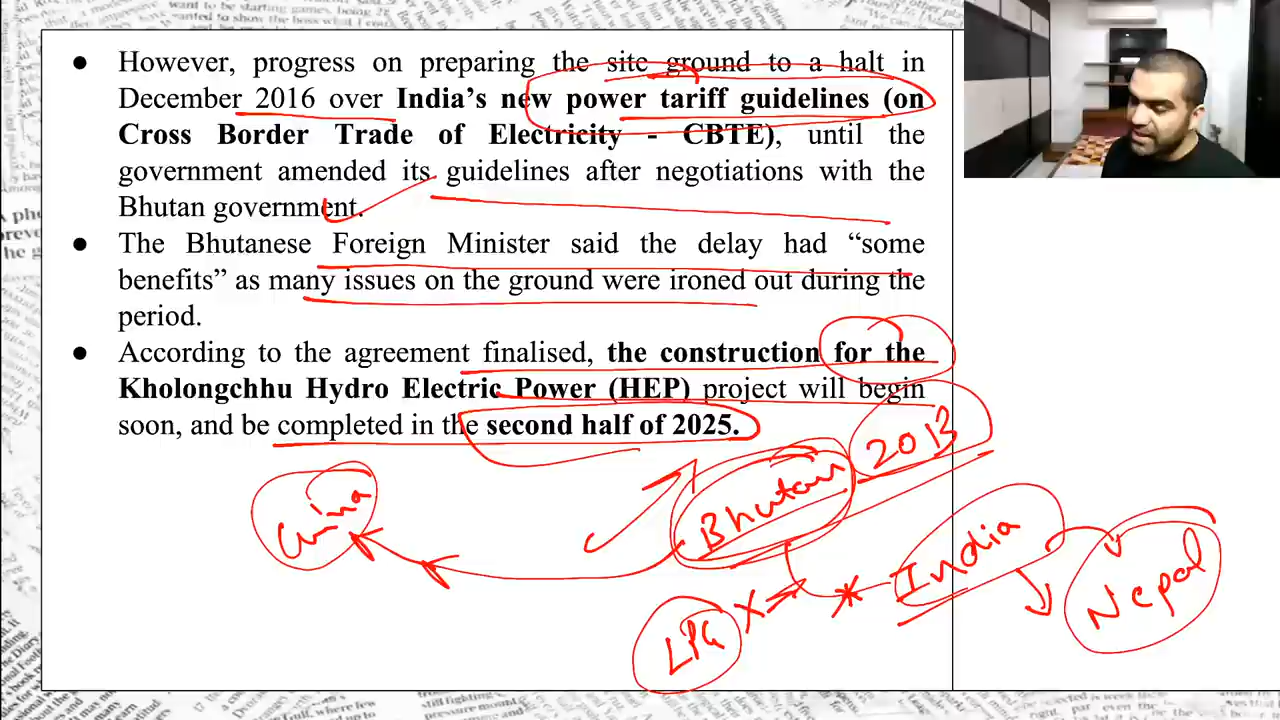 ● However, progress on preparing the site ground to a halt in
December 2016 over India’s new power tariff guidelines (on
Cross Border Trade of Electricity - CBTE), until the
government amended its guidelines after negotiations with the
Bhutan government.
● The Bhutanese Foreign Minister said the delay had “some
benefits” as many issues on the ground were ironed out during the
period.
● According to the agreement finalised, the construction for the
Kholongchhu Hydro Electric Power (HEP) project will begin
soon, and be completed in the second half of 2025.
2013
China
Bhutan
India
Nepal
LPG